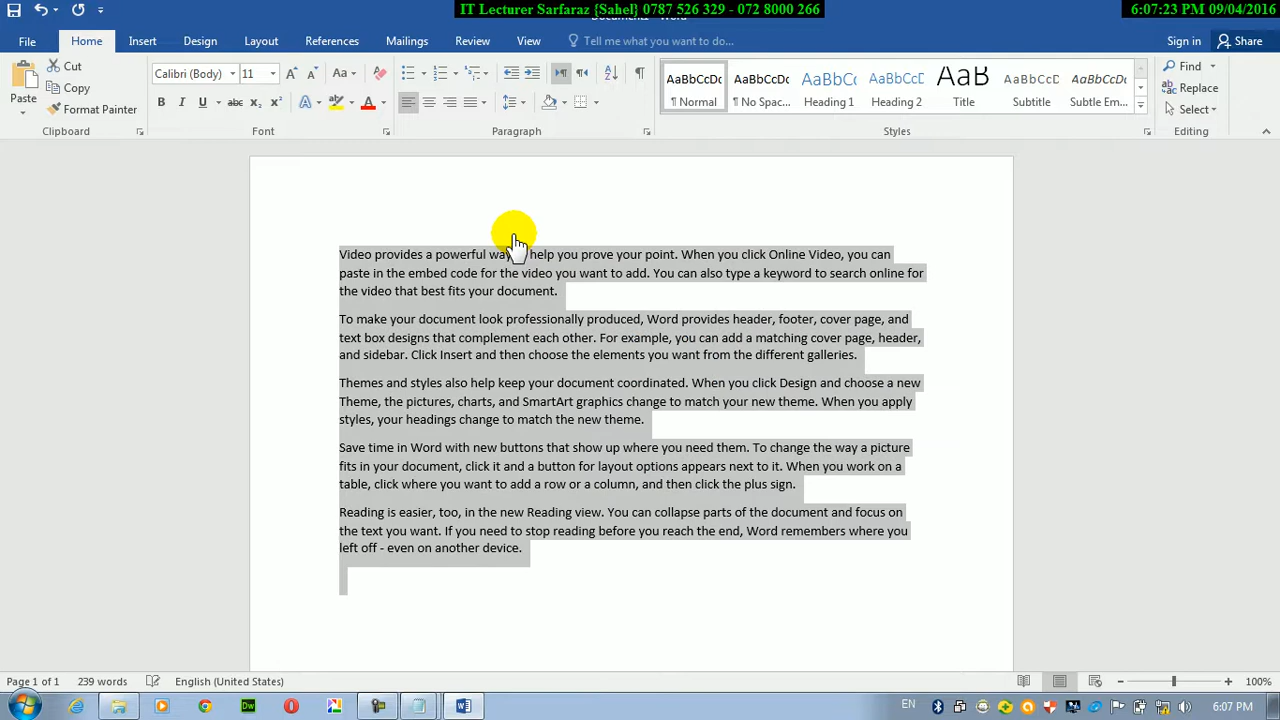 IT Lecturer Sarfaraz {Sahel} 0787 526 329 - 072 8000 266
6:07:23 PM 09/04/2016
File Home Insert Design Layout References Mailings Review View Tell me what you want to do... Sign in Share
Paste
Cut
Copy
Format Painter
Calibri (Body) 11
AaBbCcDc AaBbCcDc AaBbCc AaBbCcD AaB AaBbCcD AaBbCcDc
¶ Normal ¶ No Spac... Heading 1 Heading 2 Title Subtitle Subtle Em...
Find
Replace
Select
Clipboard Font Paragraph Styles Editing
Video provides a powerful way help you prove your point. When you click Online Video, you can
paste in the embed code for the video you want to add. You can also type a keyword to search online for
the video that best fits your document.
To make your document look professionally produced, Word provides header, footer, cover page, and
text box designs that complement each other. For example, you can add a matching cover page, header,
and sidebar. Click Insert and then choose the elements you want from the different galleries.
Themes and styles also help keep your document coordinated. When you click Design and choose a new
Theme, the pictures, charts, and SmartArt graphics change to match your new theme. When you apply
styles, your headings change to match the new theme.
Save time in Word with new buttons that show up where you need them. To change the way a picture
fits in your document, click it and a button for layout options appears next to it. When you work on a
table, click where you want to add a row or a column, and then click the plus sign.
Reading is easier, too, in the new Reading view. You can collapse parts of the document and focus on
the text you want. If you need to stop reading before you reach the end, Word remembers where you
left off - even on another device.
Page 1 of 1 239 words English (United States) 100%
EN 6:07 PM